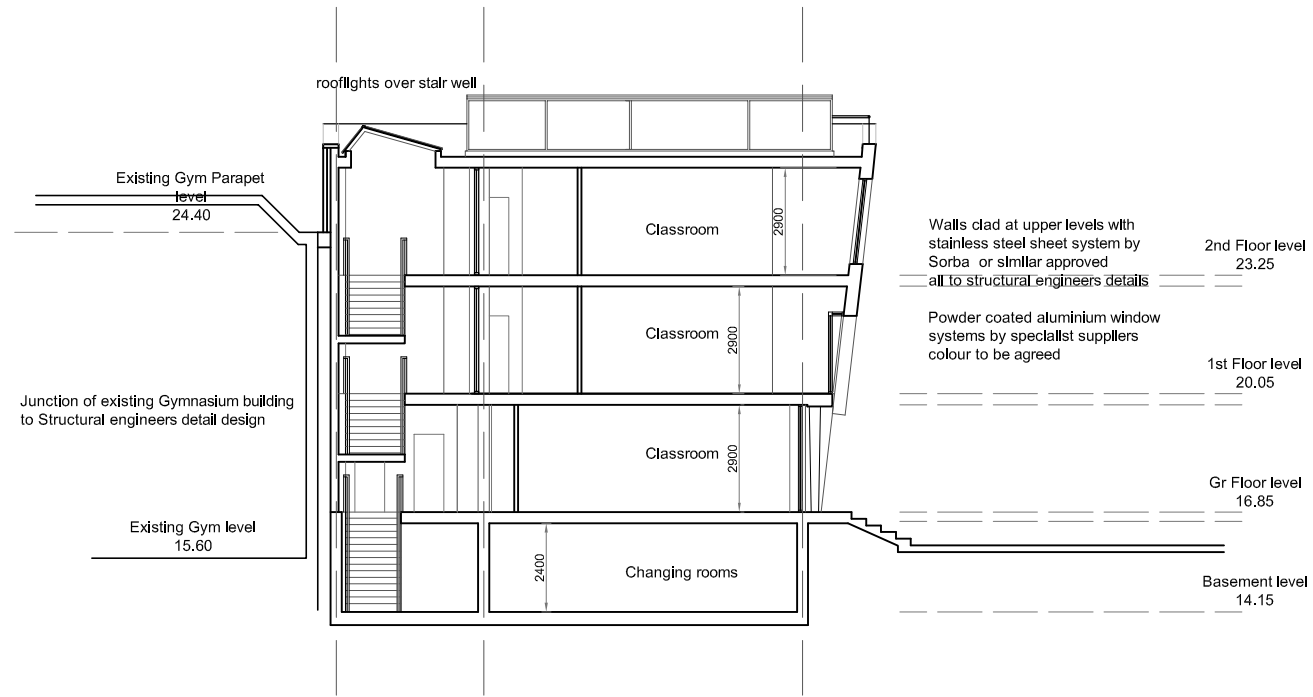 rooflights over stair well
Existing Gym Parapet
level
24.40
Classroom
2900
Walls clad at upper levels with
stainless steel sheet system by
Sorba or similar approved
all to structural engineers details
2nd Floor level
23.25
Classroom
2900
Powder coated aluminium window
systems by specialist suppliers
colour to be agreed
1st Floor level
20.05
Junction of existing Gymnasium building
to Structural engineers detail design
Classroom
2900
Gr Floor level
16.85
Existing Gym level
15.60
2400
Changing rooms
Basement level
14.15